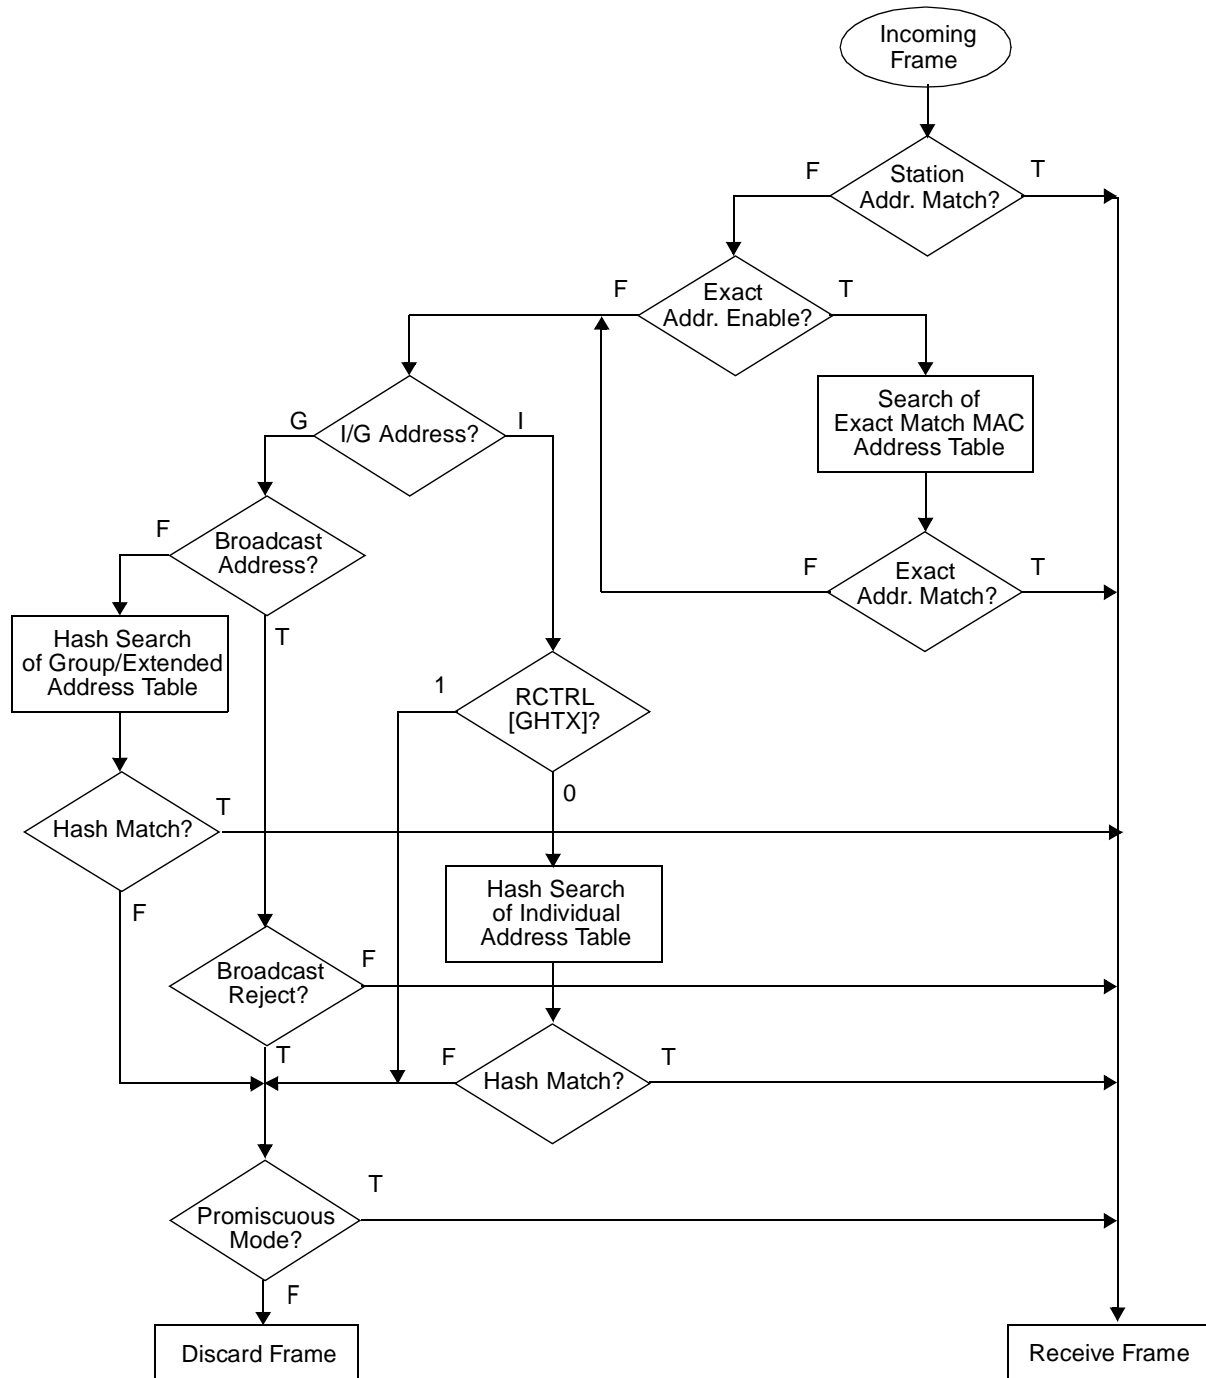 Incoming
Frame
F
Station
Addr. Match?
T
F
Exact
Addr. Enable?
T
Search of
Exact Match MAC
Address Table
G
I/G Address?
I
F
Broadcast
Address?
T
F
Exact
Addr. Match?
T
Hash Search
of Group/Extended
Address Table
1
RCTRL
[GHTX]?
0
Hash Match?
T
F
Hash Search
of Individual
Address Table
Broadcast
Reject?
F
T
F
Hash Match?
T
Promiscuous
Mode?
T
F
Discard Frame
Receive Frame